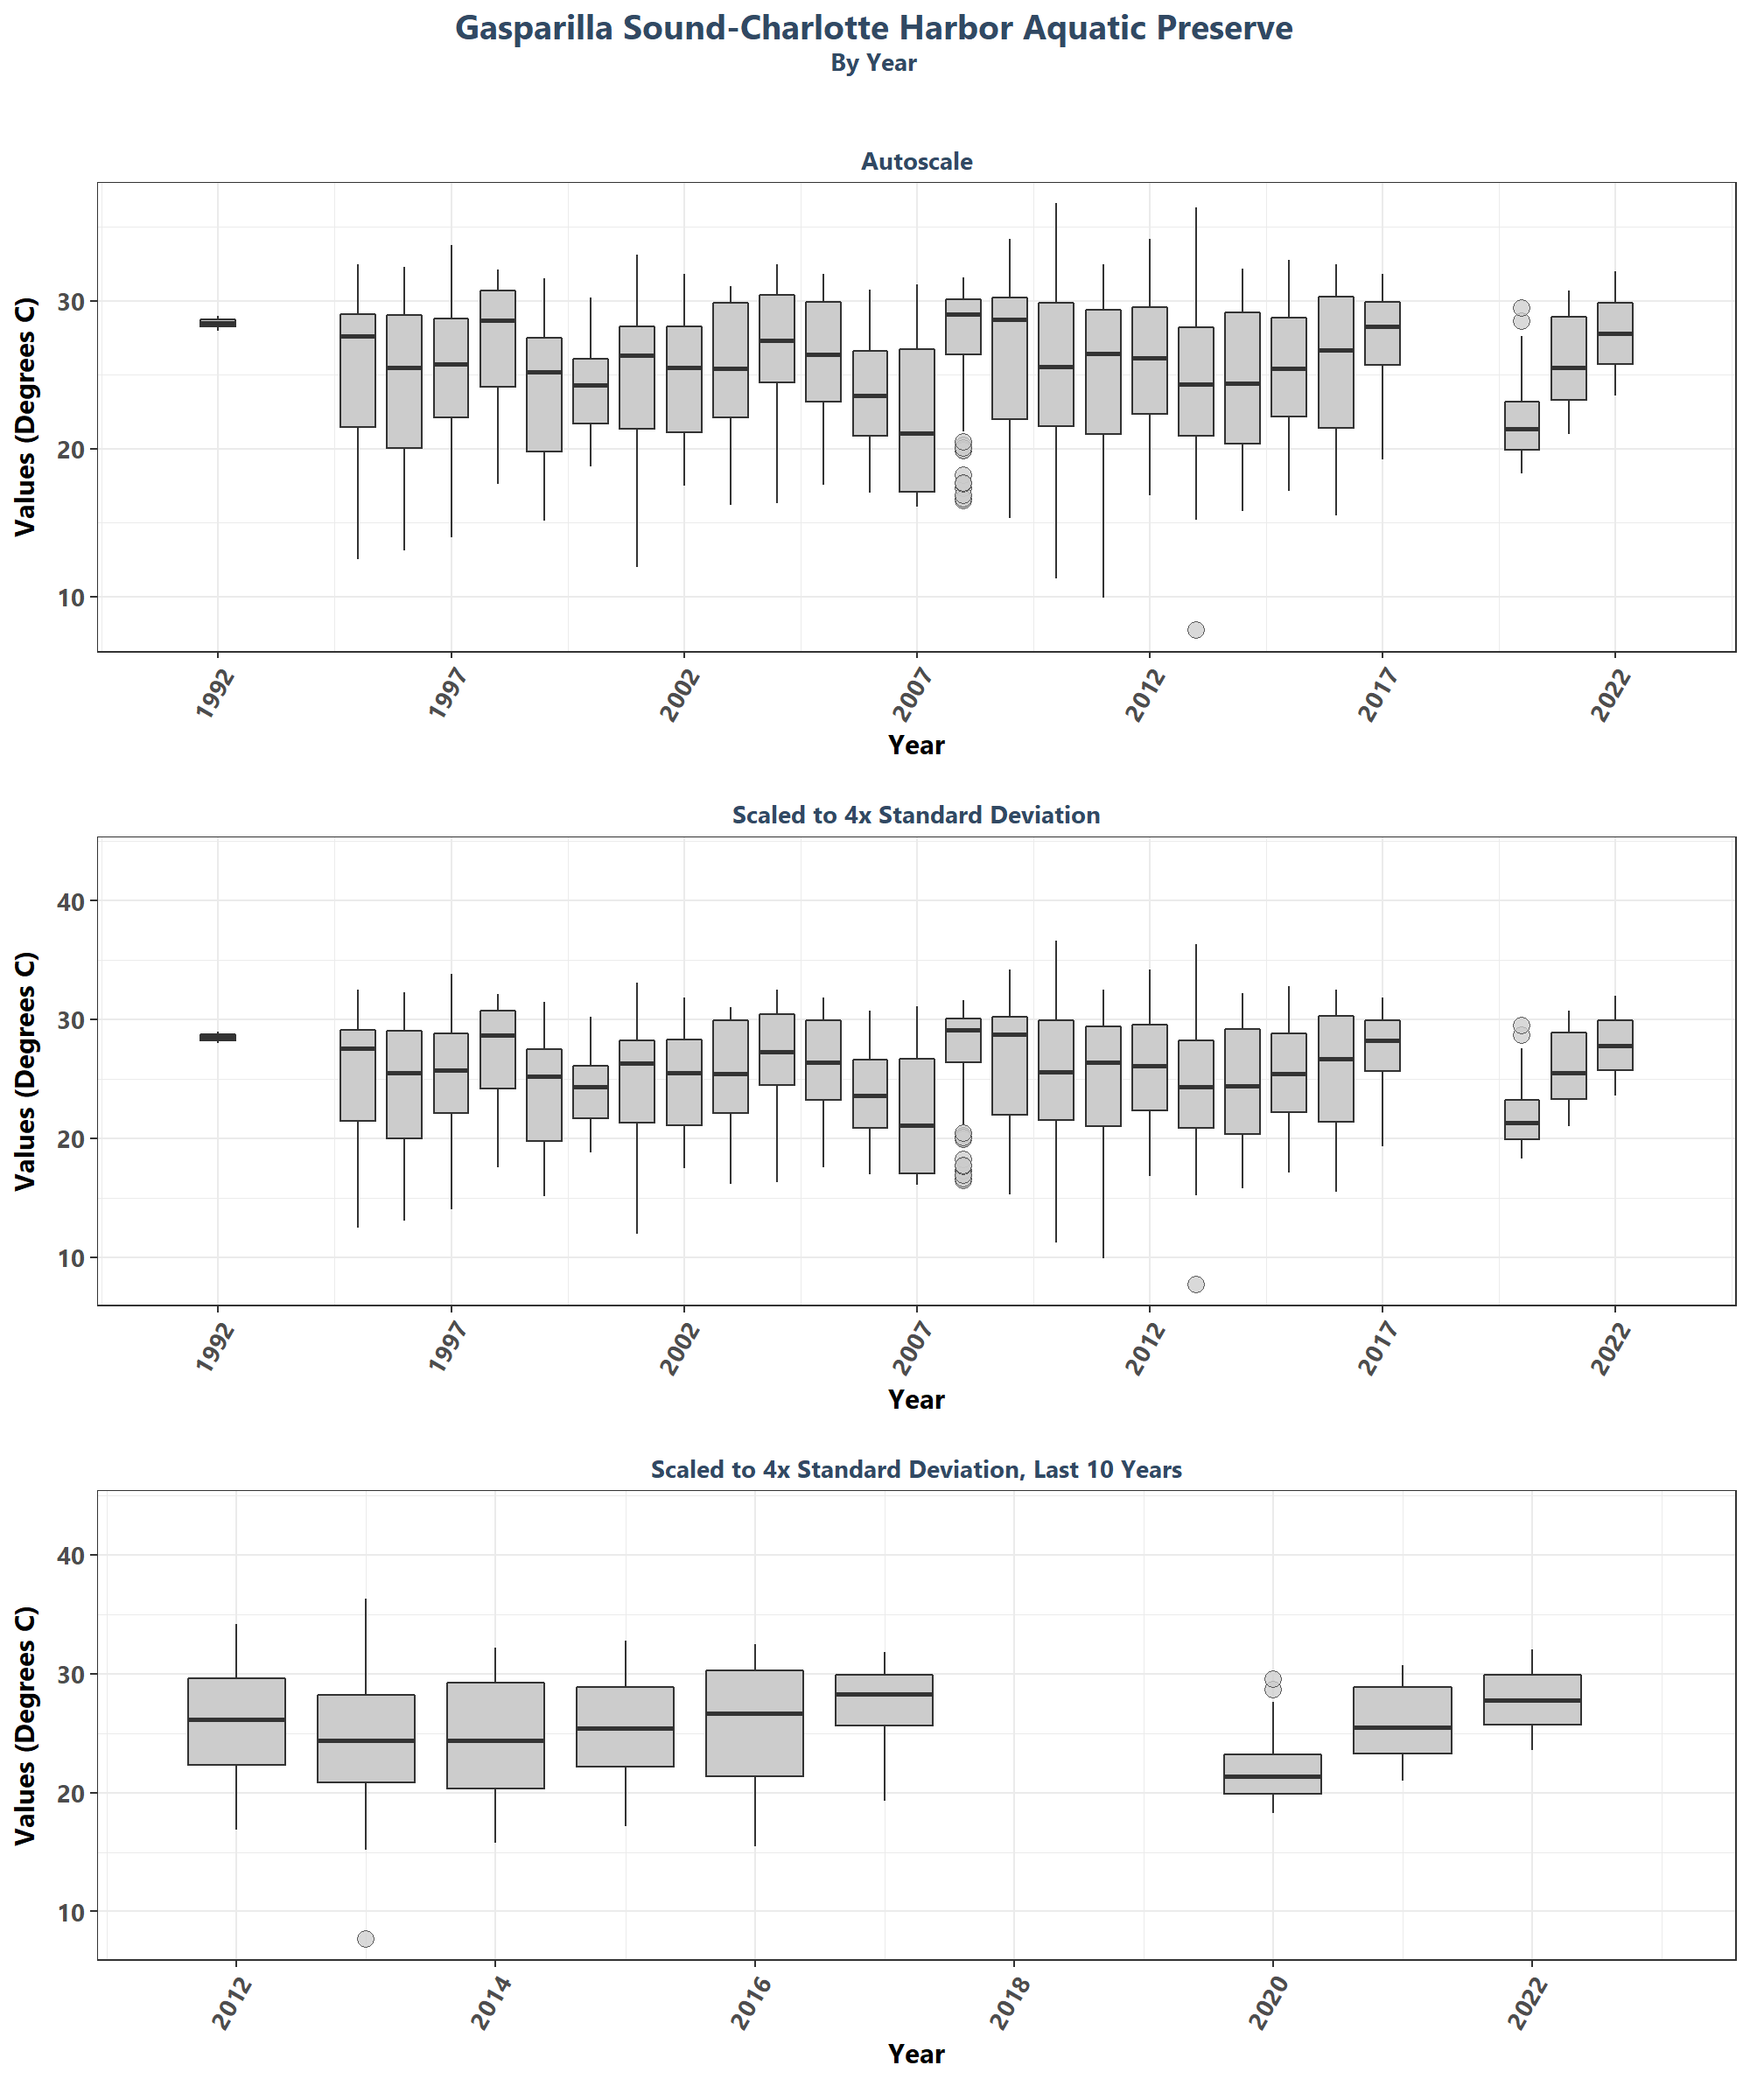 Gasparilla Sound-Charlotte Harbor Aquatic Preserve
By Year
Autoscale
Values (Degrees C)
30
20
10
1992
1997
2002
2007
2012
2017
2022
Year
Scaled to 4x Standard Deviation
Values (Degrees C)
40
30
20
10
1992
1997
2002
2007
2012
2017
2022
Year
Scaled to 4x Standard Deviation, Last 10 Years
Values (Degrees C)
40
30
20
10
2012
2014
2016
2018
2020
2022
Year